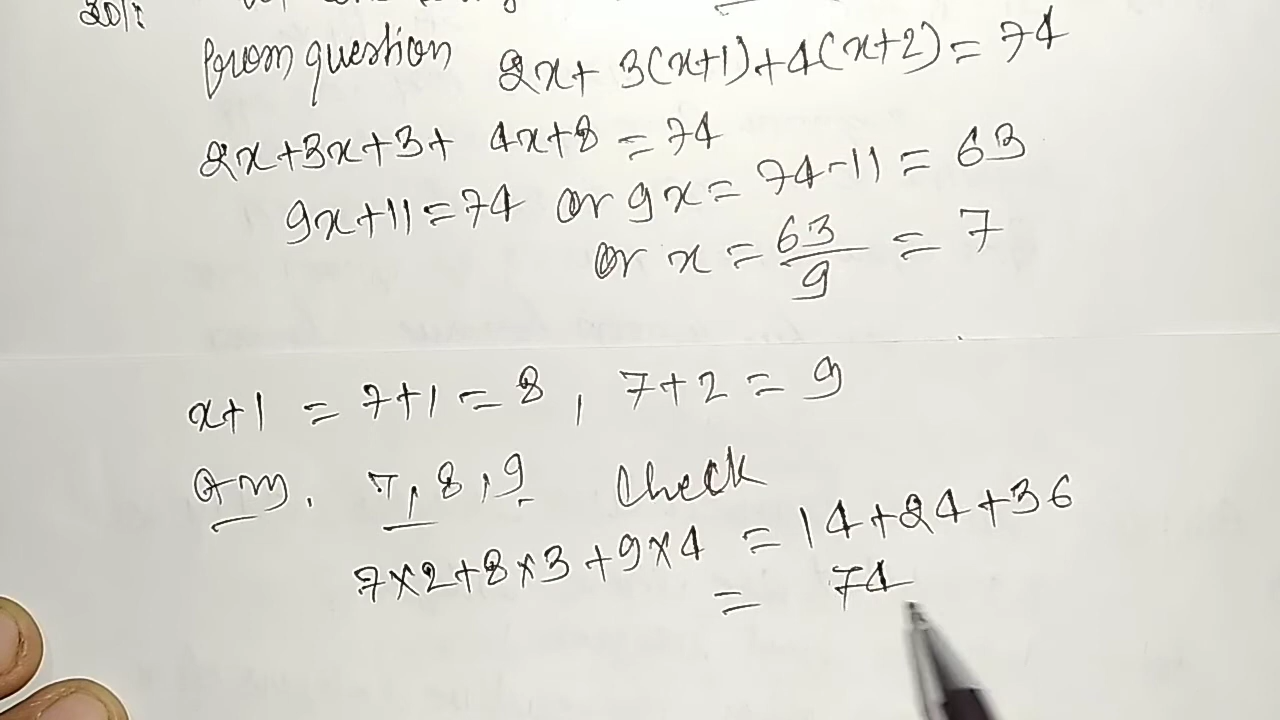 From question 2x + 3(x+1) + 4(x+2) = 74
2x+3x+3+ 4x+8 = 74
9x+11 = 74 or 9x = 74-11 = 63
or x = 63/9 = 7
x+1 = 7+1 = 8, 7+2 = 9
Ans. 7, 8, 9 Check
7×2+8×3+9×4 = 14+24+36
= 74